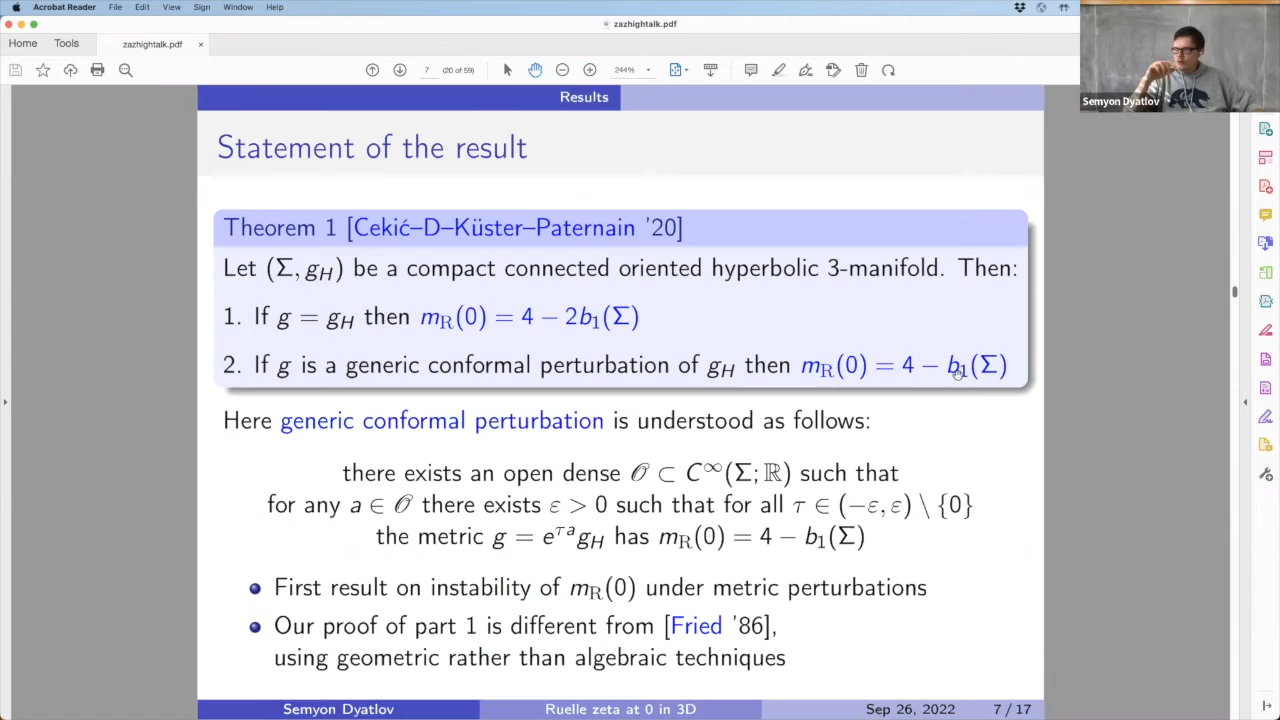 Acrobat Reader File Edit View Sign Window Help
zazhightalk.pdf
Home Tools zazhightalk.pdf ×
7 (20 of 59) 244%
Semyon Dyatlov
Results
Statement of the result
Theorem 1 [Cekić–D–Küster–Paternain '20]
Let (Σ, g_H) be a compact connected oriented hyperbolic 3-manifold. Then:
1. If g = g_H then m_R(0) = 4 − 2b₁(Σ)
2. If g is a generic conformal perturbation of g_H then m_R(0) = 4 − b₁(Σ)
Here generic conformal perturbation is understood as follows:
there exists an open dense 𝒪 ⊂ C^∞(Σ; ℝ) such that
for any a ∈ 𝒪 there exists ε > 0 such that for all τ ∈ (−ε, ε) \ {0}
the metric g = e^{τa}g_H has m_R(0) = 4 − b₁(Σ)
First result on instability of m_R(0) under metric perturbations
Our proof of part 1 is different from [Fried '86],
using geometric rather than algebraic techniques
Semyon Dyatlov Ruelle zeta at 0 in 3D Sep 26, 2022 7 / 17